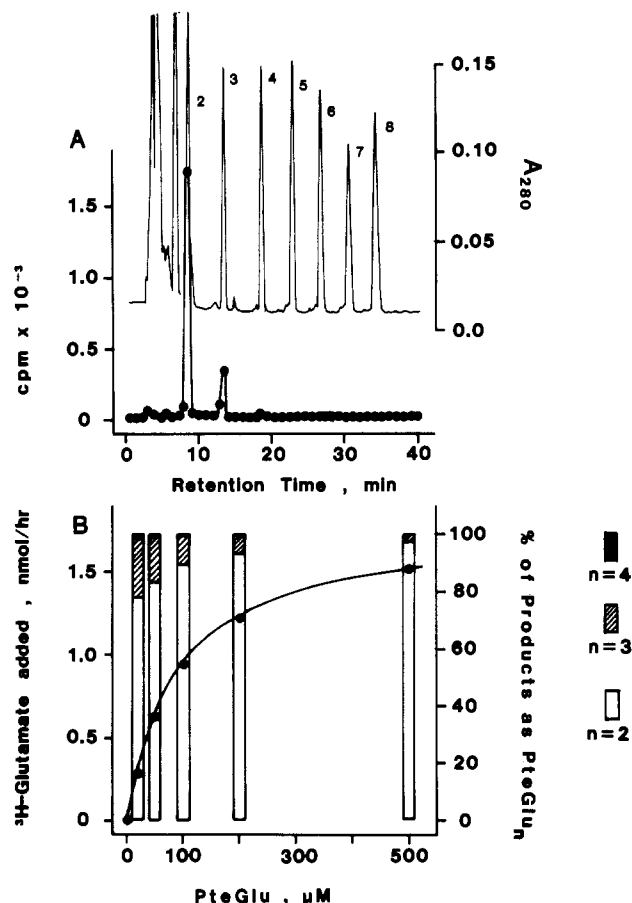 2
3
4
5
6
7
8
A
0.15
0.10
0.05
0.0
A280
1.5
1.0
0.5
0
cpm x 10⁻³
0 10 20 30 40
Retention Time , min
B
1.5
1.0
0.5
0
³H-Glutamate added , nmol/hr
100
80
60
40
20
0
% of Products as PteGlun
0 100 300 500
PteGlu , µM
n=4
n=3
n=2